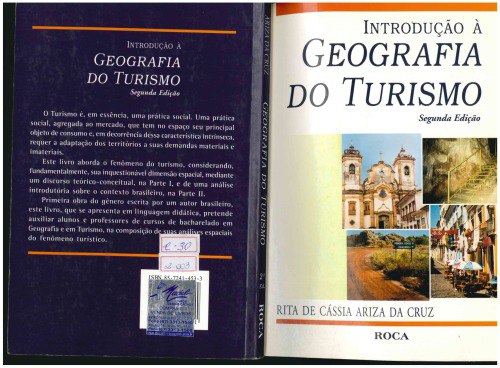 INTRODUÇÃO À
GEOGRAFIA
DO TURISMO
Segunda Edição
O Turismo é, em essência, uma prática social. Uma prática
social, agregada ao mercado, que tem no espaço seu principal
objeto de consumo e, em decorrência dessa característica intrínseca,
requer a adaptação dos territórios a suas demandas materiais e
imateriais.
Este livro aborda o fenômeno do turismo, considerando,
fundamentalmente, sua inquestionável dimensão espacial, mediante
um discurso teórico-conceitual, na Parte I, e de uma análise
introdutória sobre o contexto brasileiro, na Parte II.
Primeira obra do gênero escrita por um autor brasileiro,
este livro, que se apresenta em linguagem didática, pretende
auxiliar alunos e professores de cursos de bacharelado em
Geografia e em Turismo, na composição de suas análises espaciais
do fenômeno turístico.
ISBN 85-7241-453-3
ARIZA DA CRUZ
GEOGRAFIA DO TURISMO
ROCA
INTRODUÇÃO À
GEOGRAFIA
DO TURISMO
Segunda Edição
RITA DE CÁSSIA ARIZA DA CRUZ
ROCA